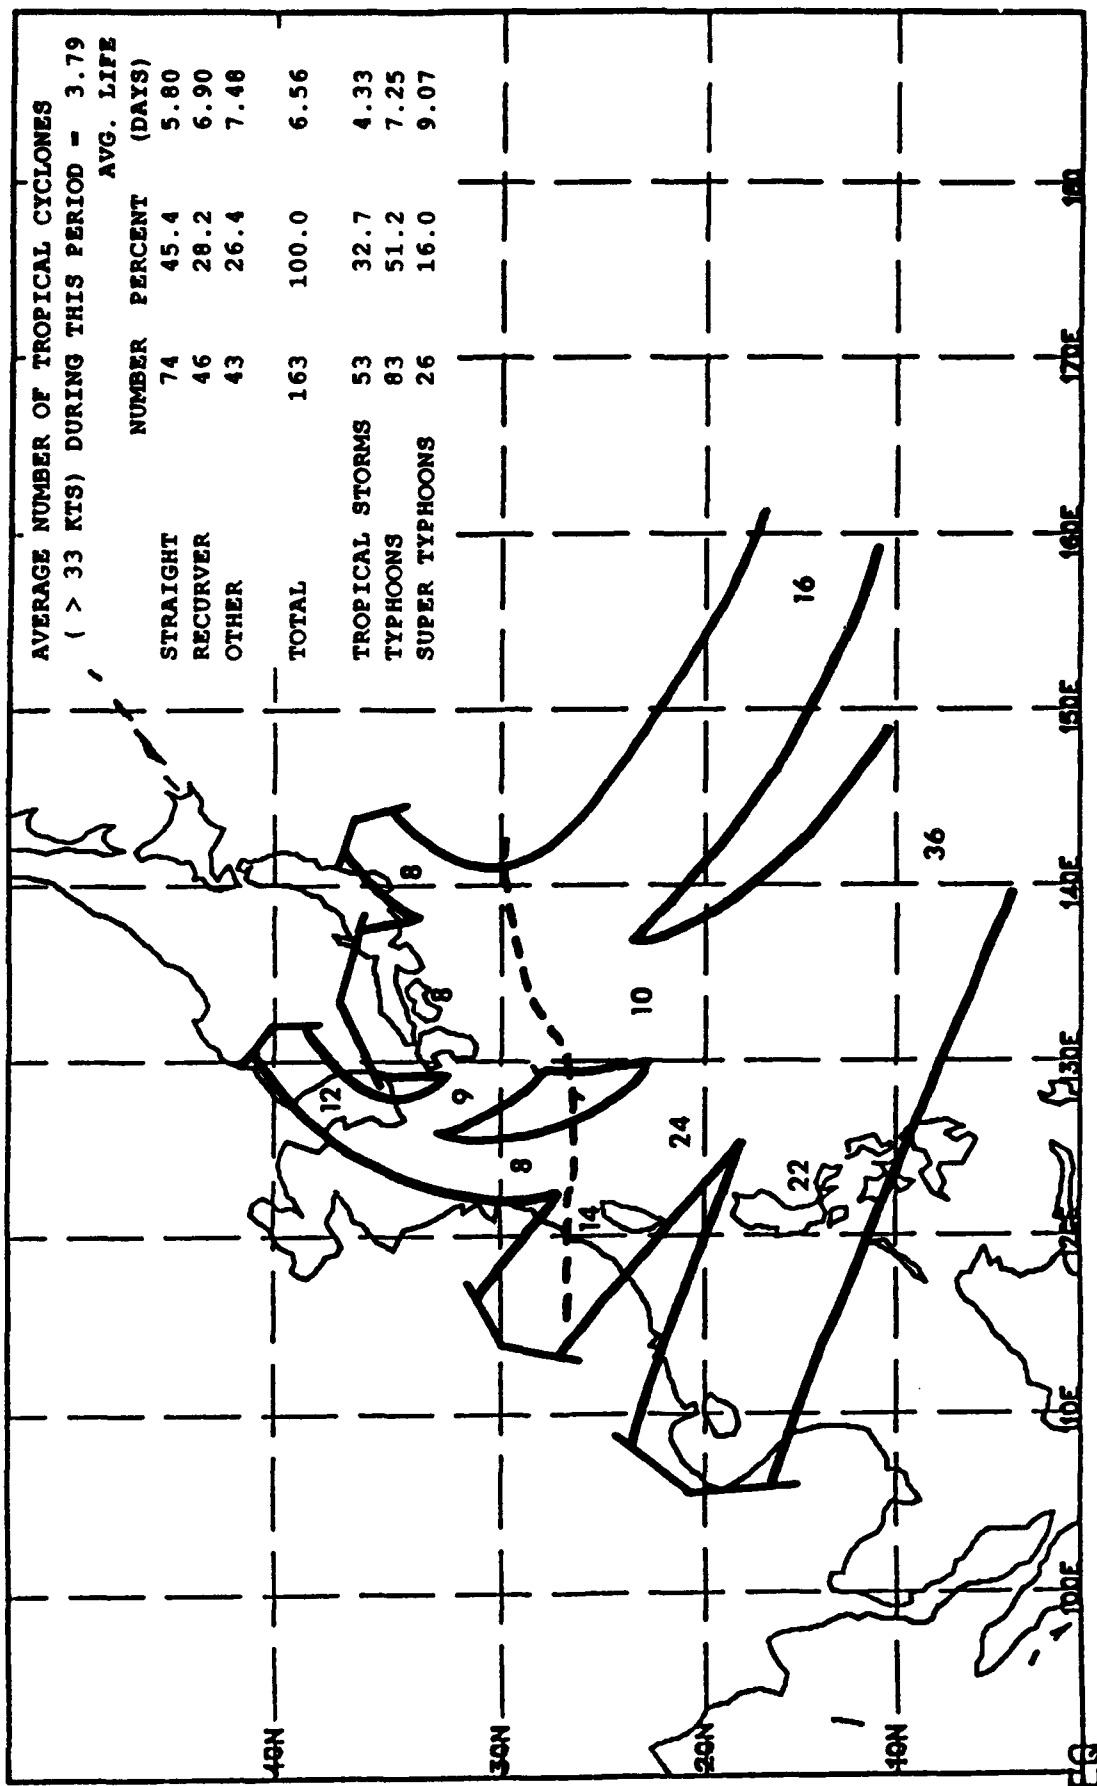 AVERAGE NUMBER OF TROPICAL CYCLONES
( > 33 KTS) DURING THIS PERIOD = 3.79
AVG. LIFE
NUMBER PERCENT (DAYS)
STRAIGHT 74 45.4 5.80
RECURVER 46 28.2 6.90
OTHER 43 26.4 7.48
TOTAL 163 100.0 6.56
TROPICAL STORMS 53 32.7 4.33
TYPHOONS 83 51.2 7.25
SUPER TYPHOONS 26 16.0 9.07
40N
30N
20N
10N
12
8
8
9
8
7
14
10
24
22
16
36
100E
110E
120E
130E
140E
150E
160E
170E
180